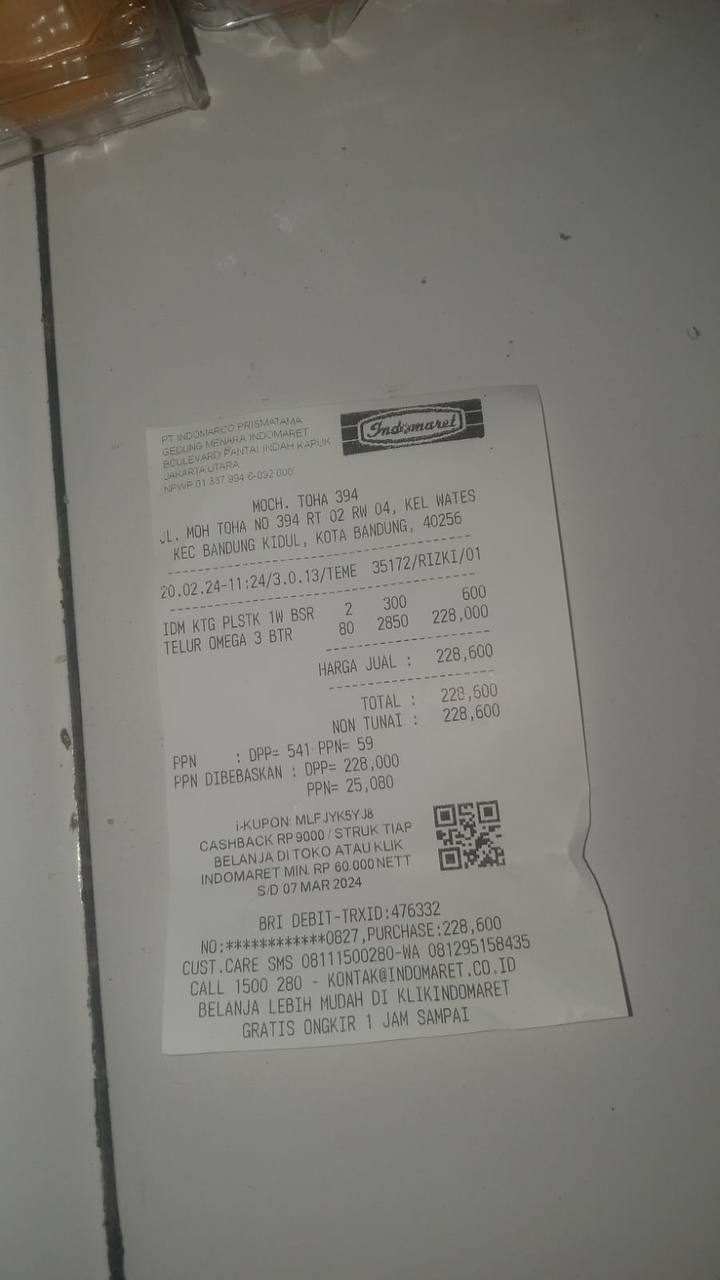 PT.INDOMARCO PRISMATAMA
GEDUNG MENARA INDOMARET
BOULEVARD PANTAI INDAH KAPUK
JAKARTA UTARA
NPWP 01 337 994 6-092 000
Indomaret
MOCH. TOHA 394
JL. MOH TOHA NO 394 RT 02 RW 04, KEL WATES
KEC BANDUNG KIDUL, KOTA BANDUNG, 40256
20.02.24-11:24/3.0.13/TEME 35172/RIZKI/01
IDM KTG PLSTK 1W BSR 2 300 600
TELUR OMEGA 3 BTR 80 2850 228,000
HARGA JUAL : 228,600
TOTAL : 228,600
NON TUNAI : 228,600
PPN : DPP= 541 PPN= 59
PPN DIBEBASKAN : DPP= 228,000
PPN= 25,080
i-KUPON: MLFJYK5YJ8
CASHBACK RP 9000 / STRUK TIAP
BELANJA DI TOKO ATAU KLIK
INDOMARET MIN. RP 60.000 NETT
S/D 07 MAR 2024
BRI DEBIT-TRXID:476332
NO:************0827,PURCHASE:228,600
CUST.CARE SMS 08111500280-WA 081295158435
CALL 1500 280 - KONTAK@INDOMARET.CO.ID
BELANJA LEBIH MUDAH DI KLIKINDOMARET
GRATIS ONGKIR 1 JAM SAMPAI